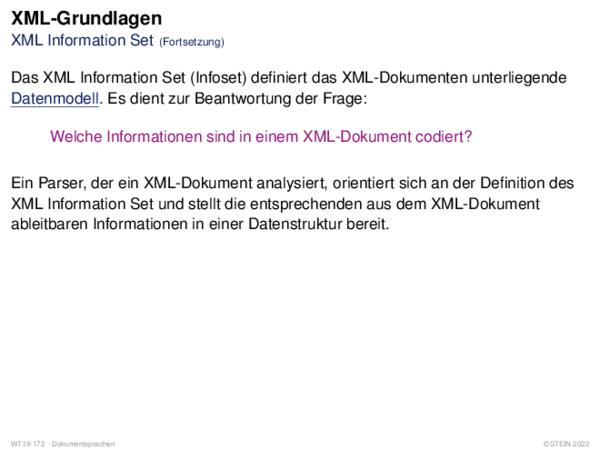 XML-Grundlagen
XML Information Set (Fortsetzung)
Das XML Information Set (Infoset) definiert das XML-Dokumenten unterliegende
Datenmodell. Es dient zur Beantwortung der Frage:
Welche Informationen sind in einem XML-Dokument codiert?
Ein Parser, der ein XML-Dokument analysiert, orientiert sich an der Definition des
XML Information Set und stellt die entsprechenden aus dem XML-Dokument
ableitbaren Informationen in einer Datenstruktur bereit.
WT:III-172 Dokumentsprachen ©STEIN 2022